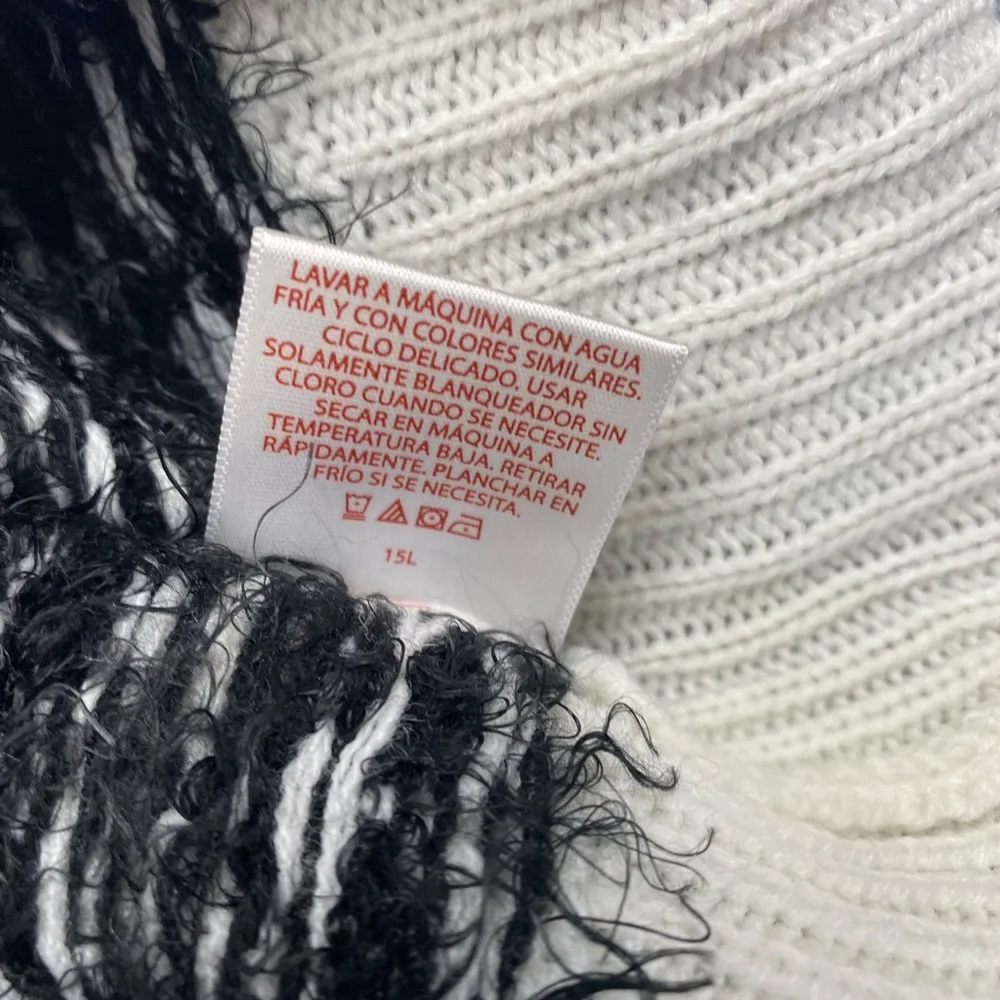 LAVAR A MÁQUINA CON AGUA
FRÍA Y CON COLORES SIMILARES.
CICLO DELICADO. USAR
SOLAMENTE BLANQUEADOR SIN
CLORO CUANDO SE NECESITE.
SECAR EN MÁQUINA A
TEMPERATURA BAJA. RETIRAR
RÁPIDAMENTE. PLANCHAR EN
FRÍO SI SE NECESITA.
15L